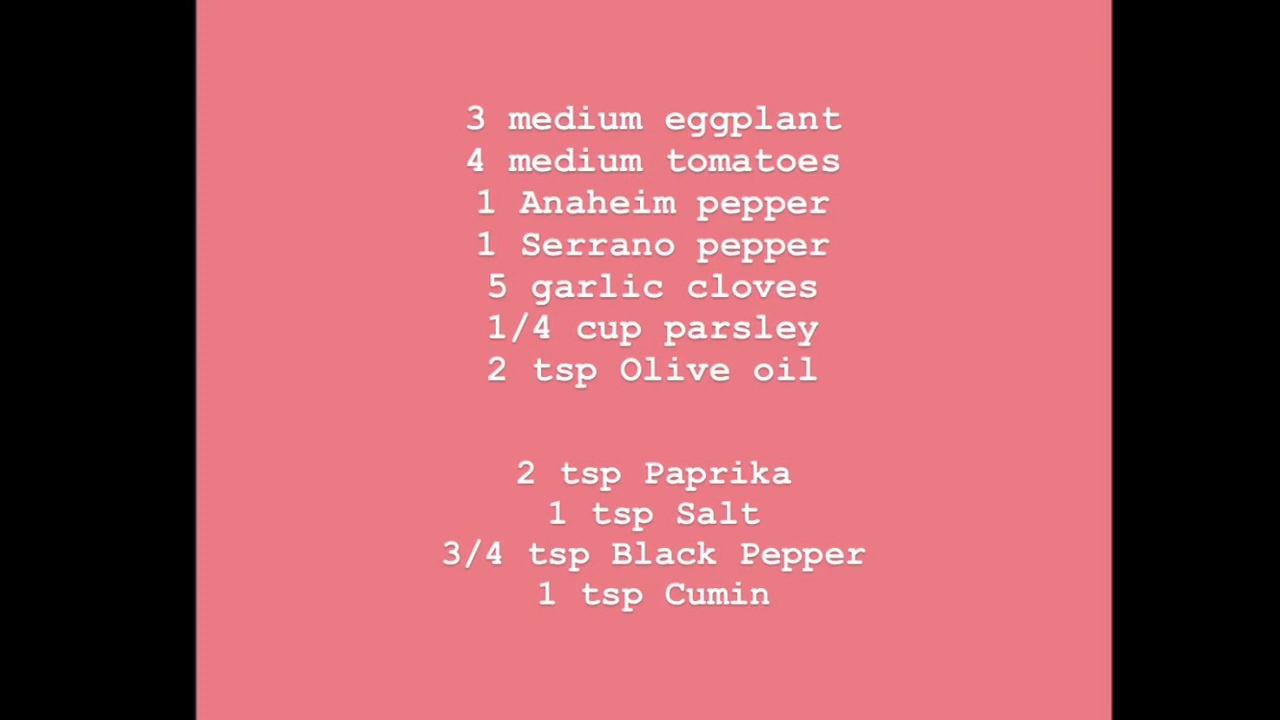 3 medium eggplant
4 medium tomatoes
1 Anaheim pepper
1 Serrano pepper
5 garlic cloves
1/4 cup parsley
2 tsp Olive oil
2 tsp Paprika
1 tsp Salt
3/4 tsp Black Pepper
1 tsp Cumin